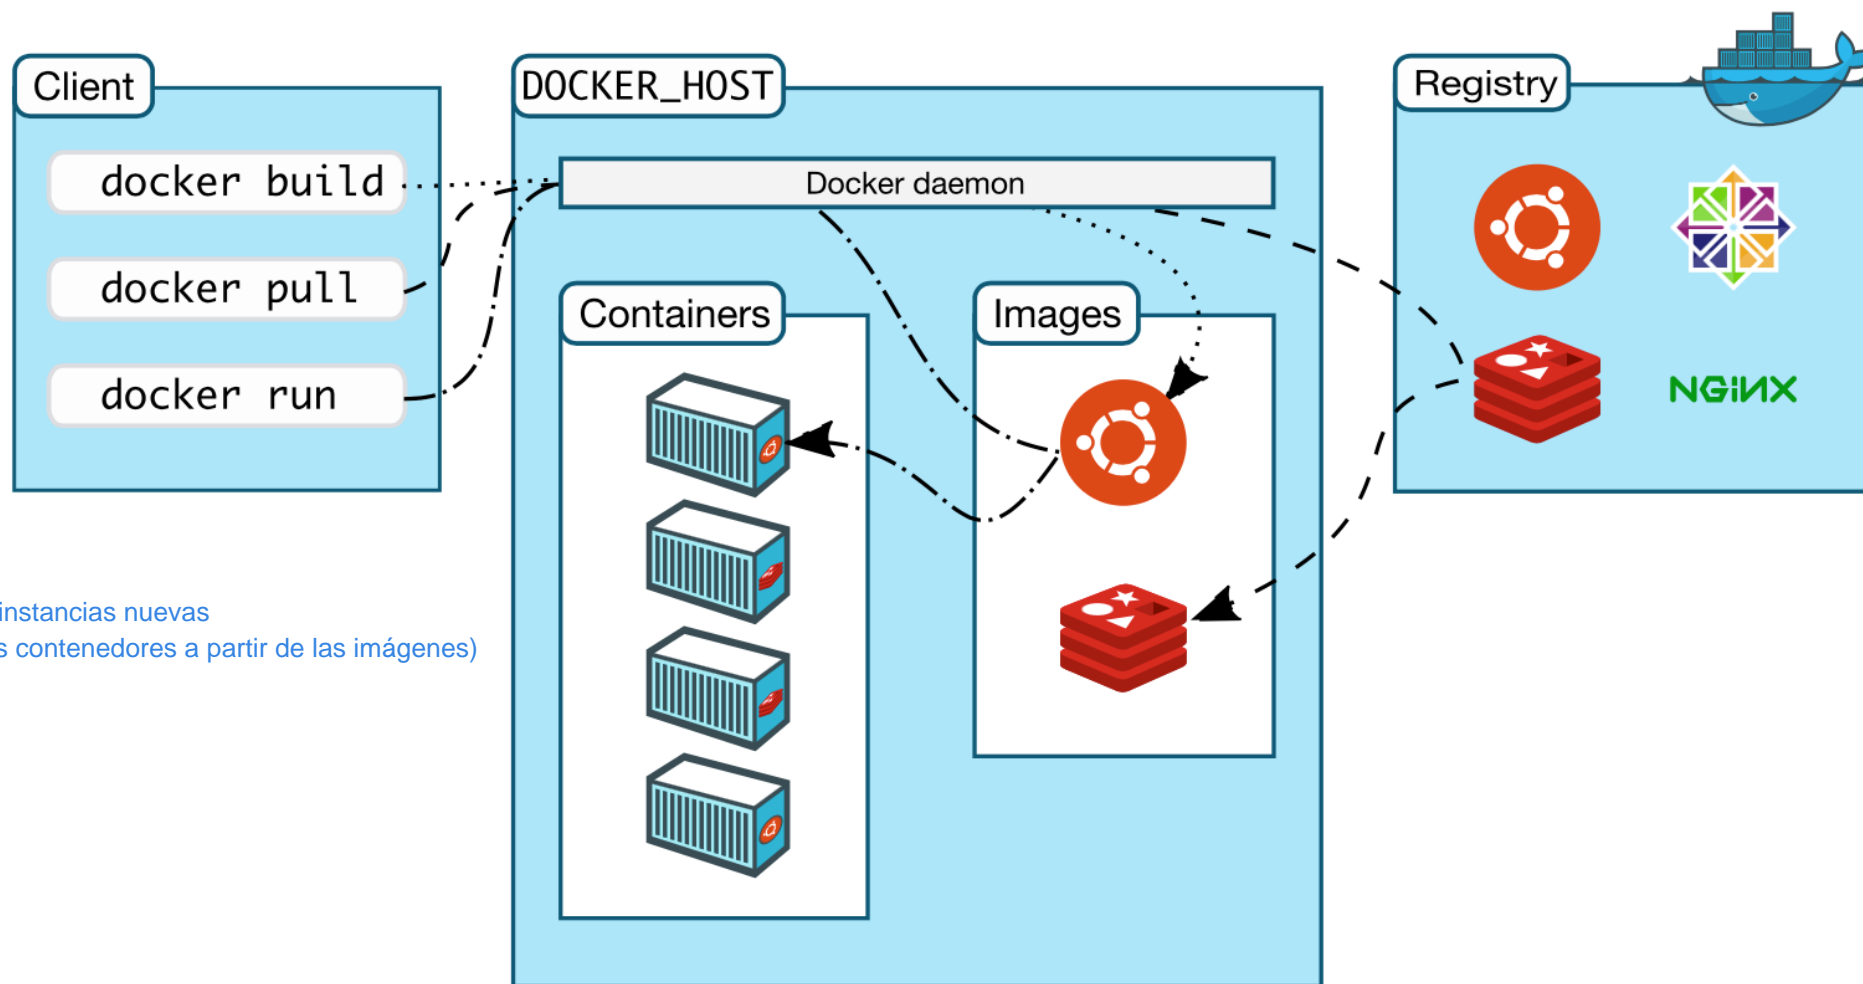 Client
docker build
docker pull
docker run
DOCKER_HOST
Docker daemon
Containers
Images
Registry
NGiNX
instancias nuevas
s contenedores a partir de las imágenes)